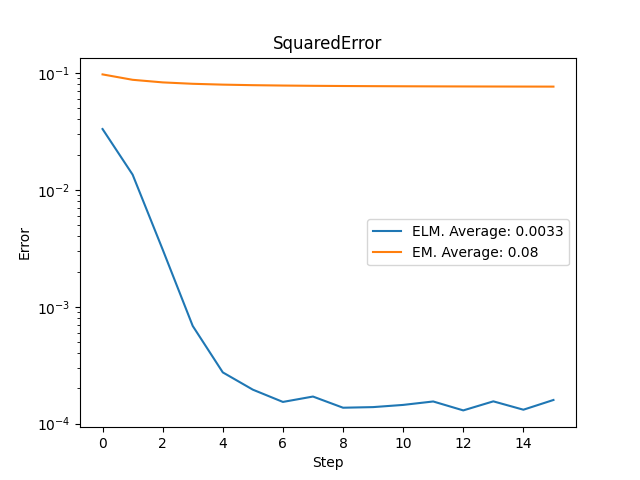 SquaredError
10⁻¹
10⁻²
10⁻³
10⁻⁴
Error
ELM. Average: 0.0033
EM. Average: 0.08
0 2 4 6 8 10 12 14
Step